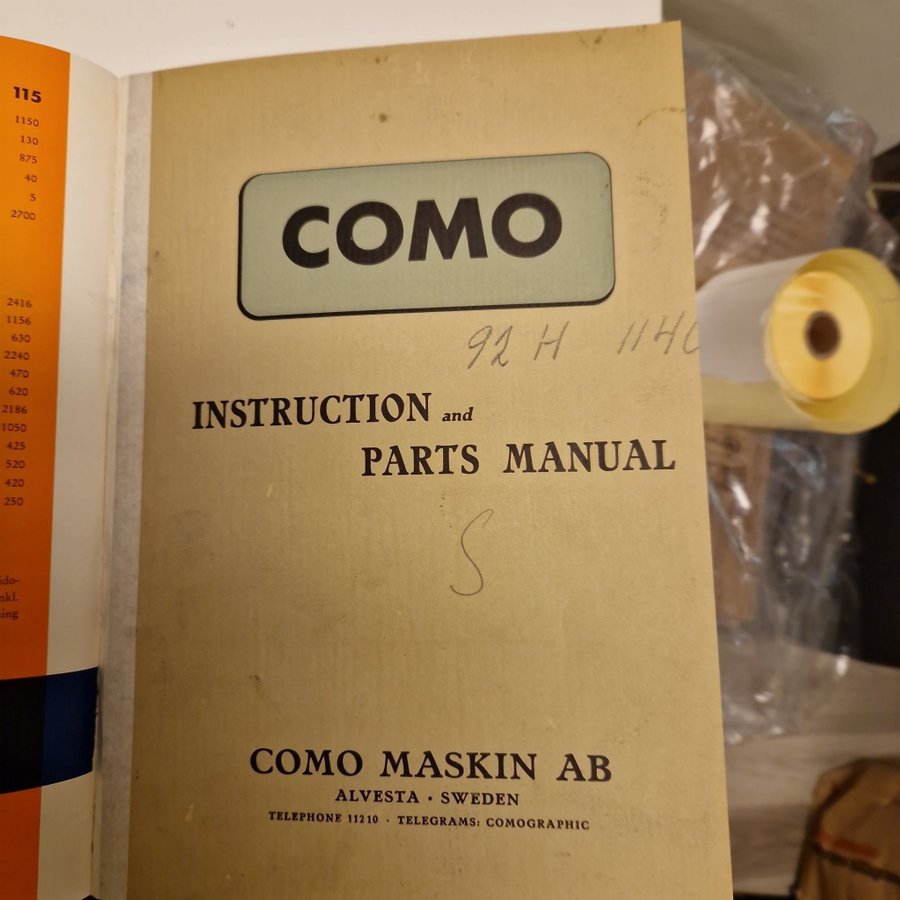 115
1150
130
875
40
5
2700
2416
1156
630
2240
470
620
2186
1050
425
520
420
250
COMO
92 H
INSTRUCTION and
PARTS MANUAL
S
COMO MASKIN AB
ALVESTA · SWEDEN
TELEPHONE 11210 · TELEGRAMS: COMOGRAPHIC